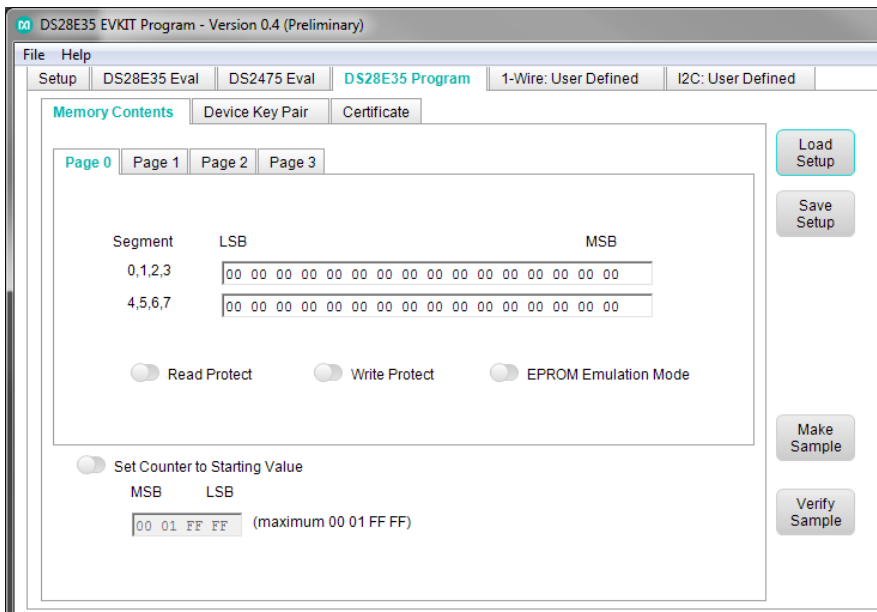 DS28E35 EVKIT Program - Version 0.4 (Preliminary)
File Help
Setup DS28E35 Eval DS2475 Eval DS28E35 Program 1-Wire: User Defined I2C: User Defined
Memory Contents Device Key Pair Certificate
Page 0 Page 1 Page 2 Page 3
Segment LSB MSB
0,1,2,3 00 00 00 00 00 00 00 00 00 00 00 00 00 00 00 00
4,5,6,7 00 00 00 00 00 00 00 00 00 00 00 00 00 00 00 00
Read Protect Write Protect EPROM Emulation Mode
Set Counter to Starting Value
MSB LSB
00 01 FF FF (maximum 00 01 FF FF)
Load
Setup
Save
Setup
Make
Sample
Verify
Sample